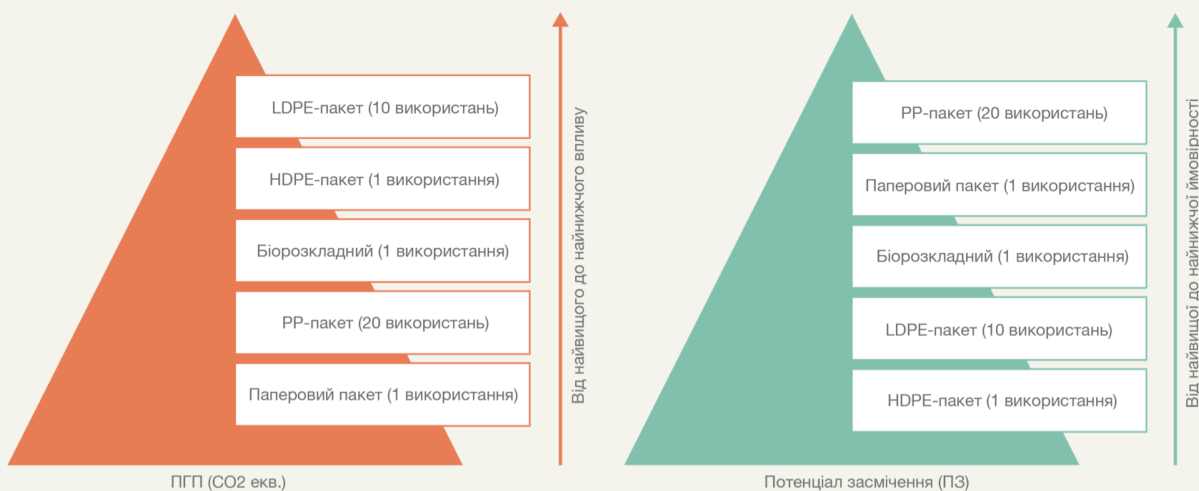 LDPE-пакет (10 використань)
HDPE-пакет (1 використання)
Біорозкладний (1 використання)
PP-пакет (20 використань)
Паперовий пакет (1 використання)
Від найвищого до найнижчого впливу
ПГП (CO2 екв.)
PP-пакет (20 використань)
Паперовий пакет (1 використання)
Біорозкладний (1 використання)
LDPE-пакет (10 використань)
HDPE-пакет (1 використання)
Від найвищої до найнижчої ймовірності
Потенціал засмічення (ПЗ)